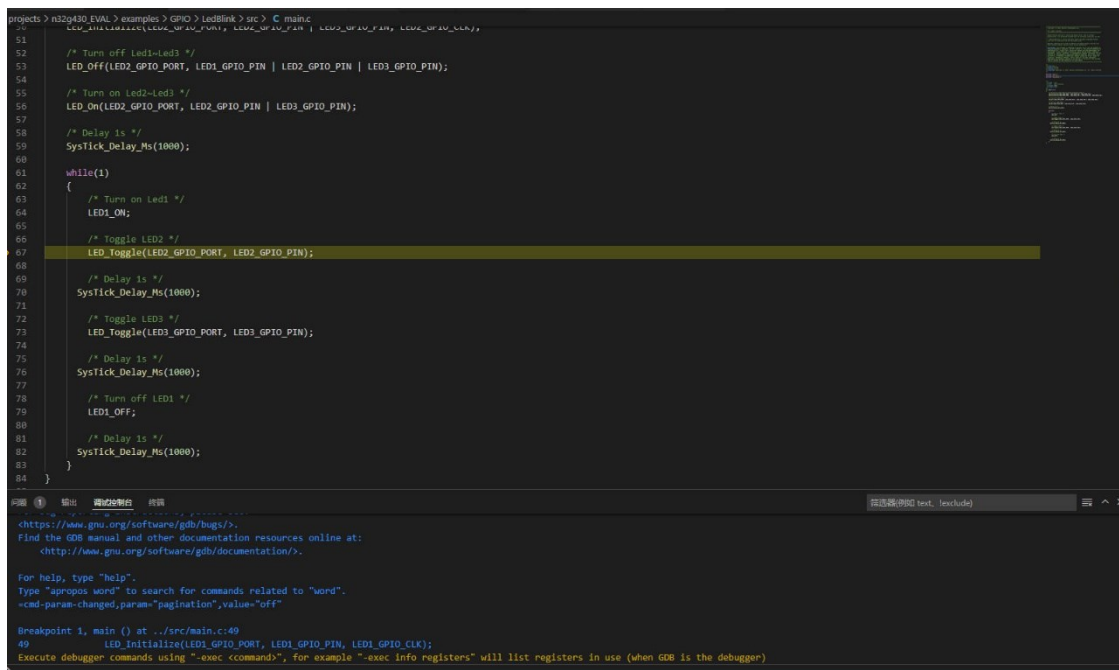 projects > n32g430_EVAL > examples > GPIO > LedBlink > src > C main.c
50 LED_Initialize(LED2_GPIO_PORT, LED2_GPIO_PIN | LED3_GPIO_PIN, LED2_GPIO_CLK);
51
52 /* Turn off Led1~Led3 */
53 LED_Off(LED2_GPIO_PORT, LED1_GPIO_PIN | LED2_GPIO_PIN | LED3_GPIO_PIN);
54
55 /* Turn on Led2~Led3 */
56 LED_On(LED2_GPIO_PORT, LED2_GPIO_PIN | LED3_GPIO_PIN);
57
58 /* Delay 1s */
59 SysTick_Delay_Ms(1000);
60
61 while(1)
62 {
63 /* Turn on Led1 */
64 LED1_ON;
65
66 /* Toggle LED2 */
67 LED_Toggle(LED2_GPIO_PORT, LED2_GPIO_PIN);
68
69 /* Delay 1s */
70 SysTick_Delay_Ms(1000);
71
72 /* Toggle LED3 */
73 LED_Toggle(LED3_GPIO_PORT, LED3_GPIO_PIN);
74
75 /* Delay 1s */
76 SysTick_Delay_Ms(1000);
77
78 /* Turn off LED1 */
79 LED1_OFF;
80
81 /* Delay 1s */
82 SysTick_Delay_Ms(1000);
83 }
84 }
问题 1 输出 调试控制台 终端 筛选器(例如 text、!exclude)
<https://www.gnu.org/software/gdb/bugs/>.
Find the GDB manual and other documentation resources online at:
<http://www.gnu.org/software/gdb/documentation/>.
For help, type "help".
Type "apropos word" to search for commands related to "word".
=cmd-param-changed,param="pagination",value="off"
Breakpoint 1, main () at ../src/main.c:49
49 LED_Initialize(LED1_GPIO_PORT, LED1_GPIO_PIN, LED1_GPIO_CLK);
Execute debugger commands using "-exec <command>", for example "-exec info registers" will list registers in use (when GDB is the debugger)